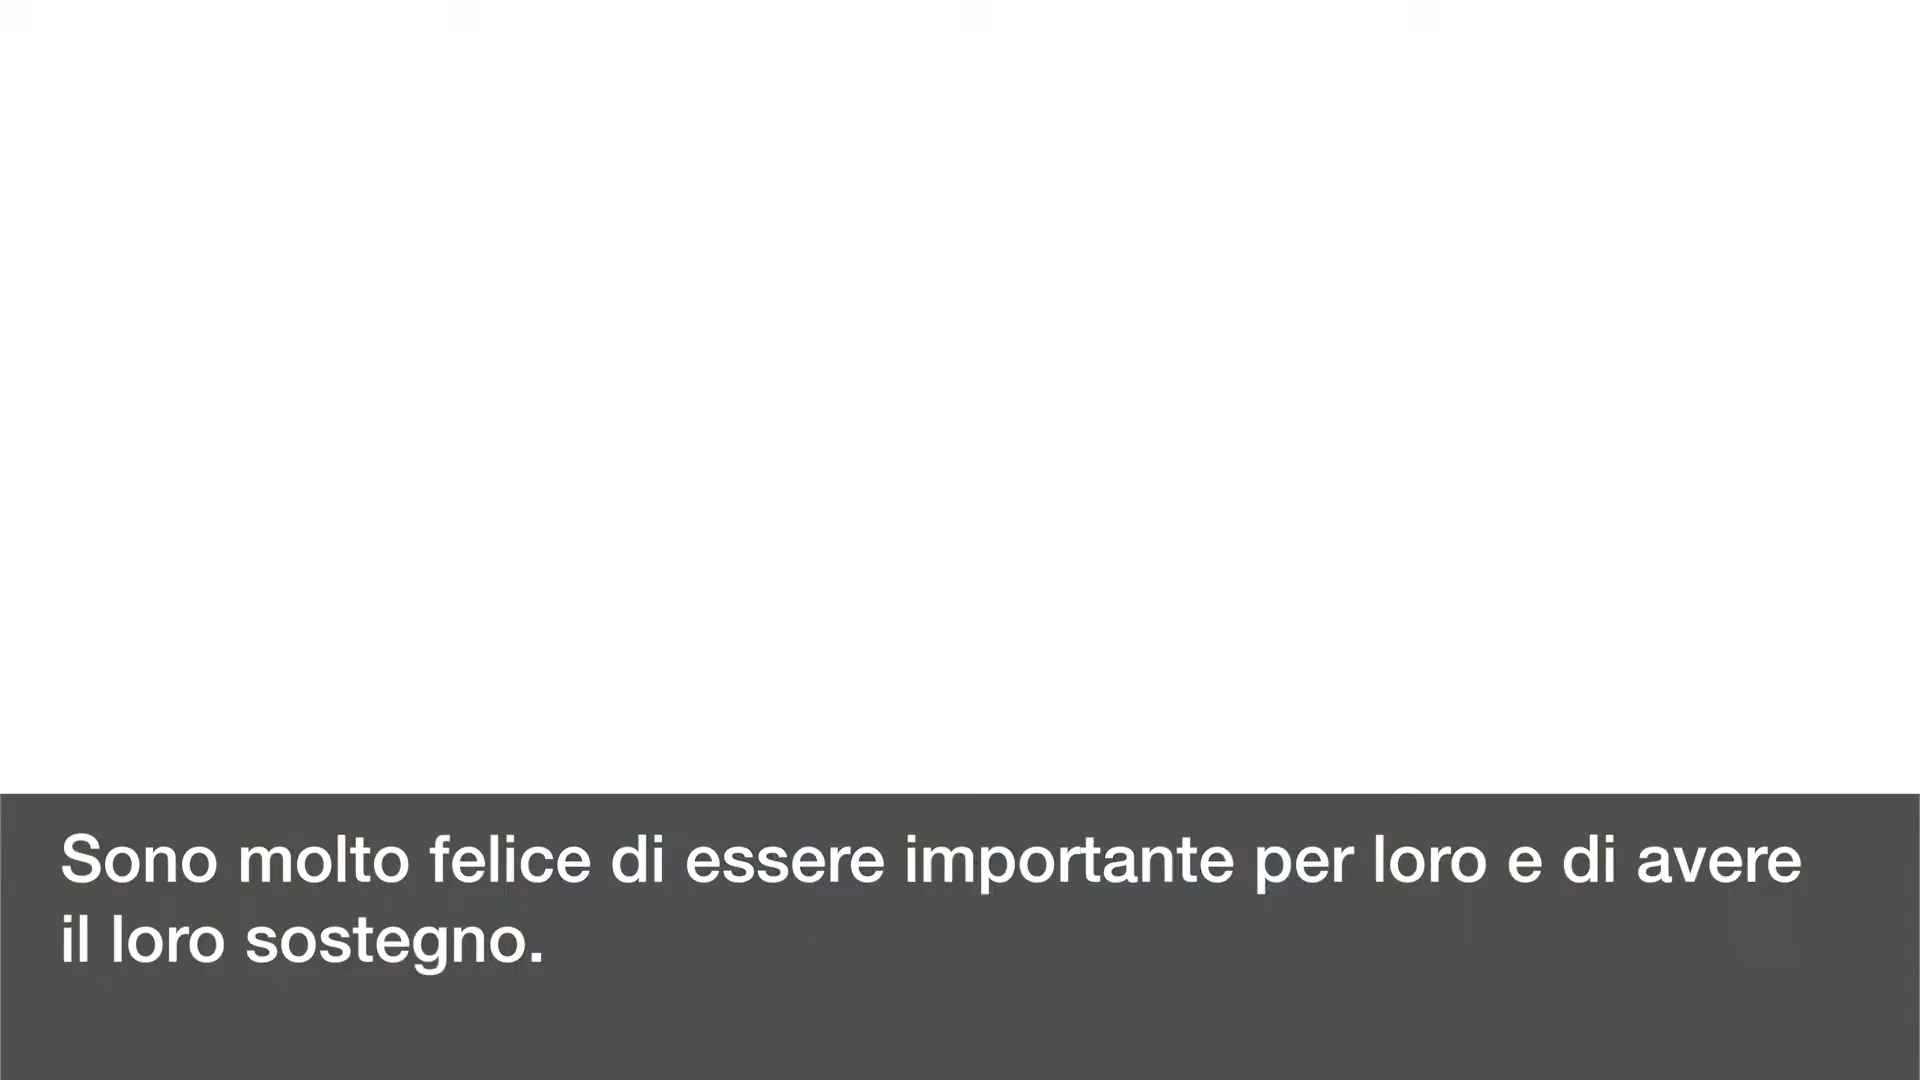 Sono molto felice di essere importante per loro e di avere
il loro sostegno.